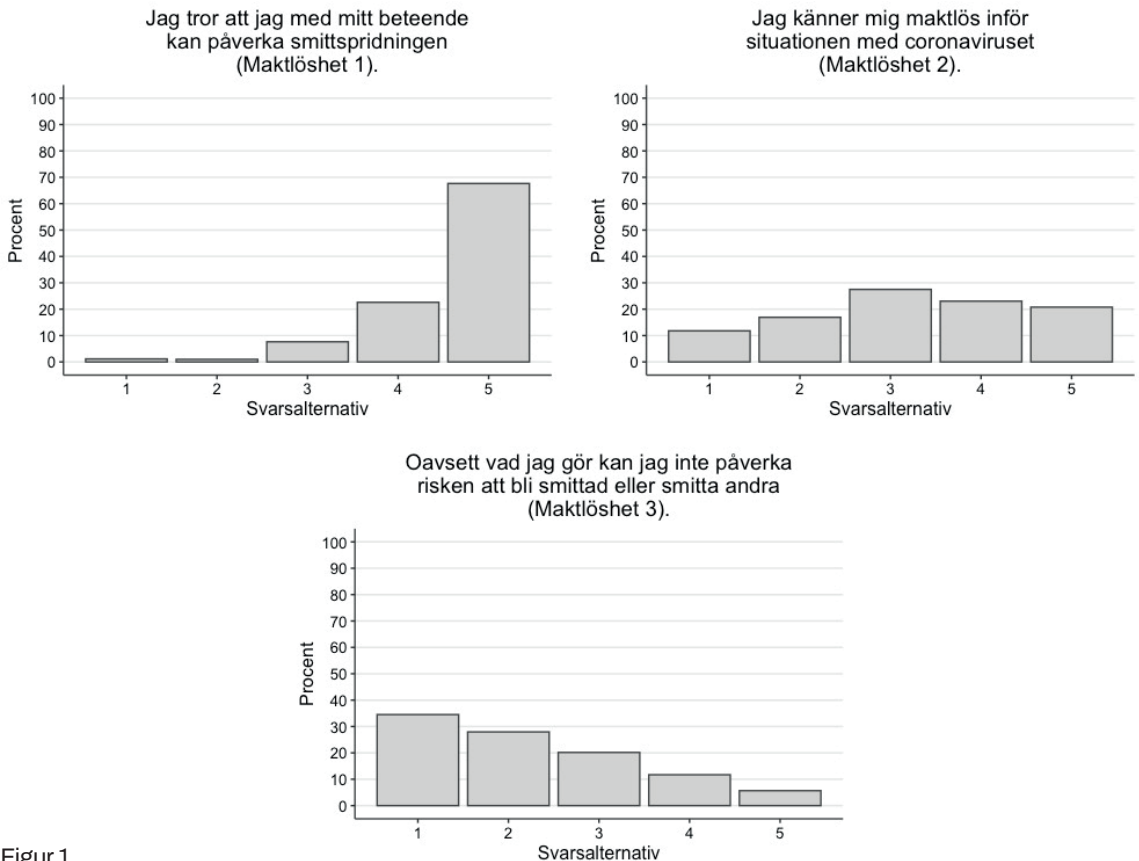 Jag tror att jag med mitt beteende
kan påverka smittspridningen
(Maktlöshet 1).
100
90
80
70
60
50
40
30
20
10
0
Procent
1 2 3 4 5
Svarsalternativ
Jag känner mig maktlös inför
situationen med coronaviruset
(Maktlöshet 2).
100
90
80
70
60
50
40
30
20
10
0
Procent
1 2 3 4 5
Svarsalternativ
Oavsett vad jag gör kan jag inte påverka
risken att bli smittad eller smitta andra
(Maktlöshet 3).
100
90
80
70
60
50
40
30
20
10
0
Procent
1 2 3 4 5
Svarsalternativ
Figur 1